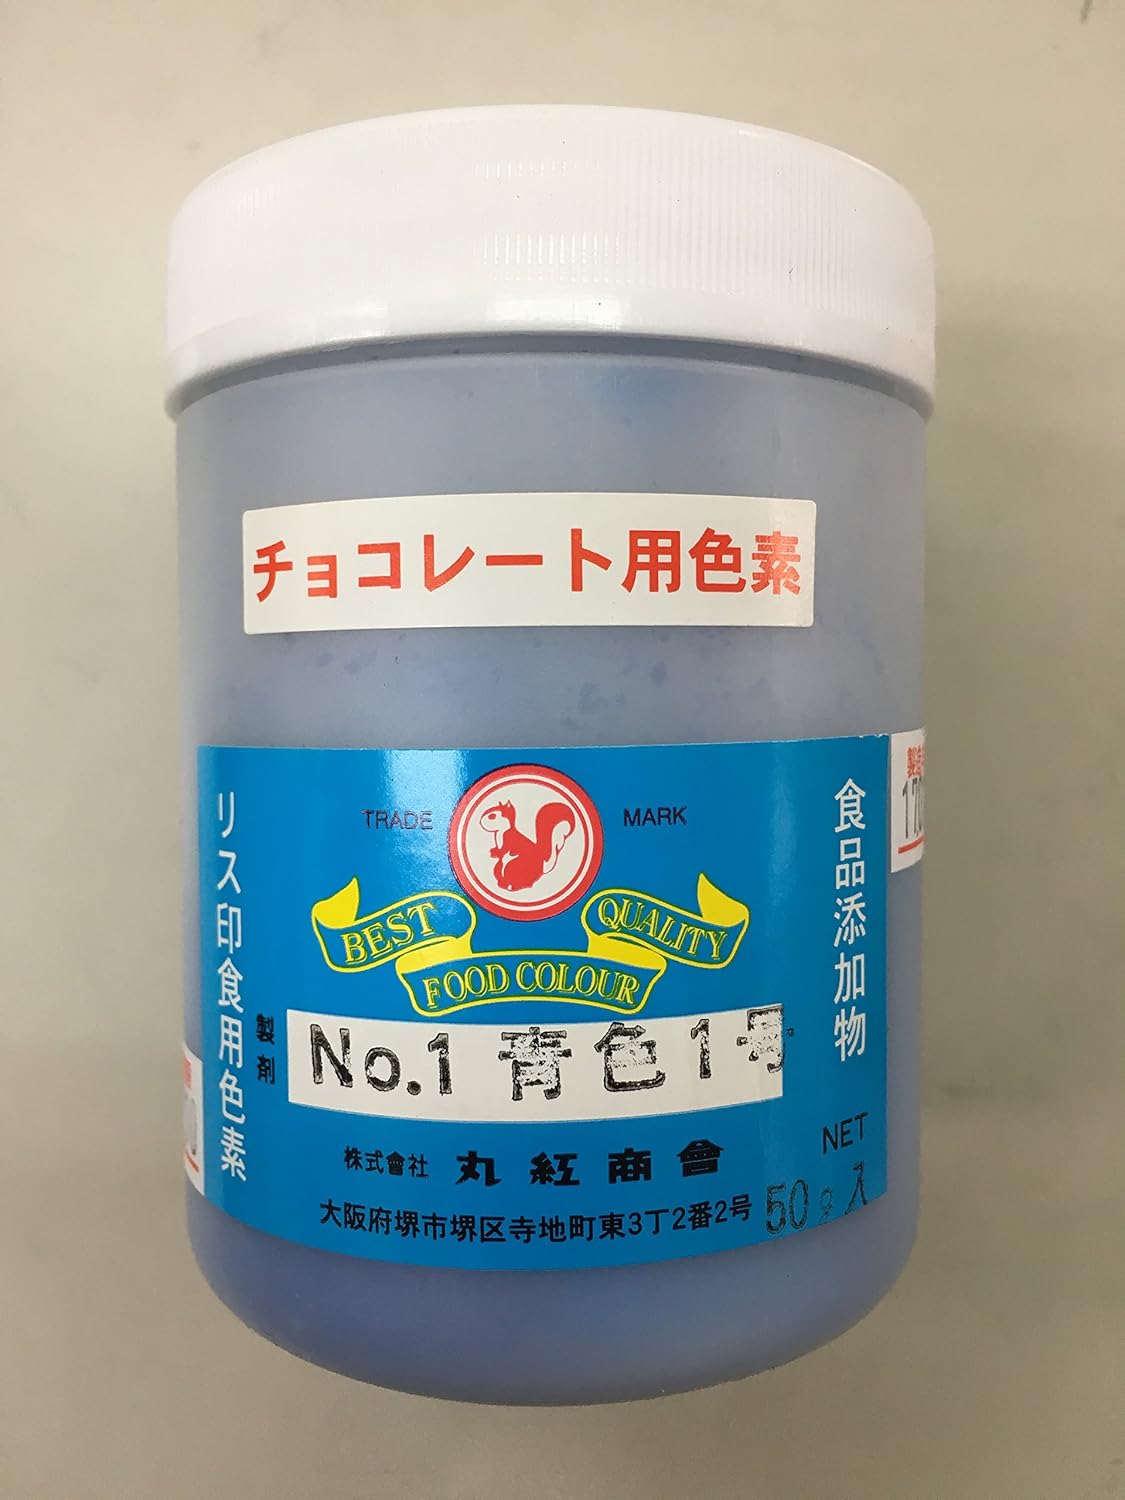 チョコレート用色素
TRADE MARK
BEST QUALITY
FOOD COLOUR
リス印食用色素
食品添加物
製剤
No.1 青色1号
株式會社 丸紅商會
大阪府堺市堺区寺地町東3丁2番2号
NET
50g入